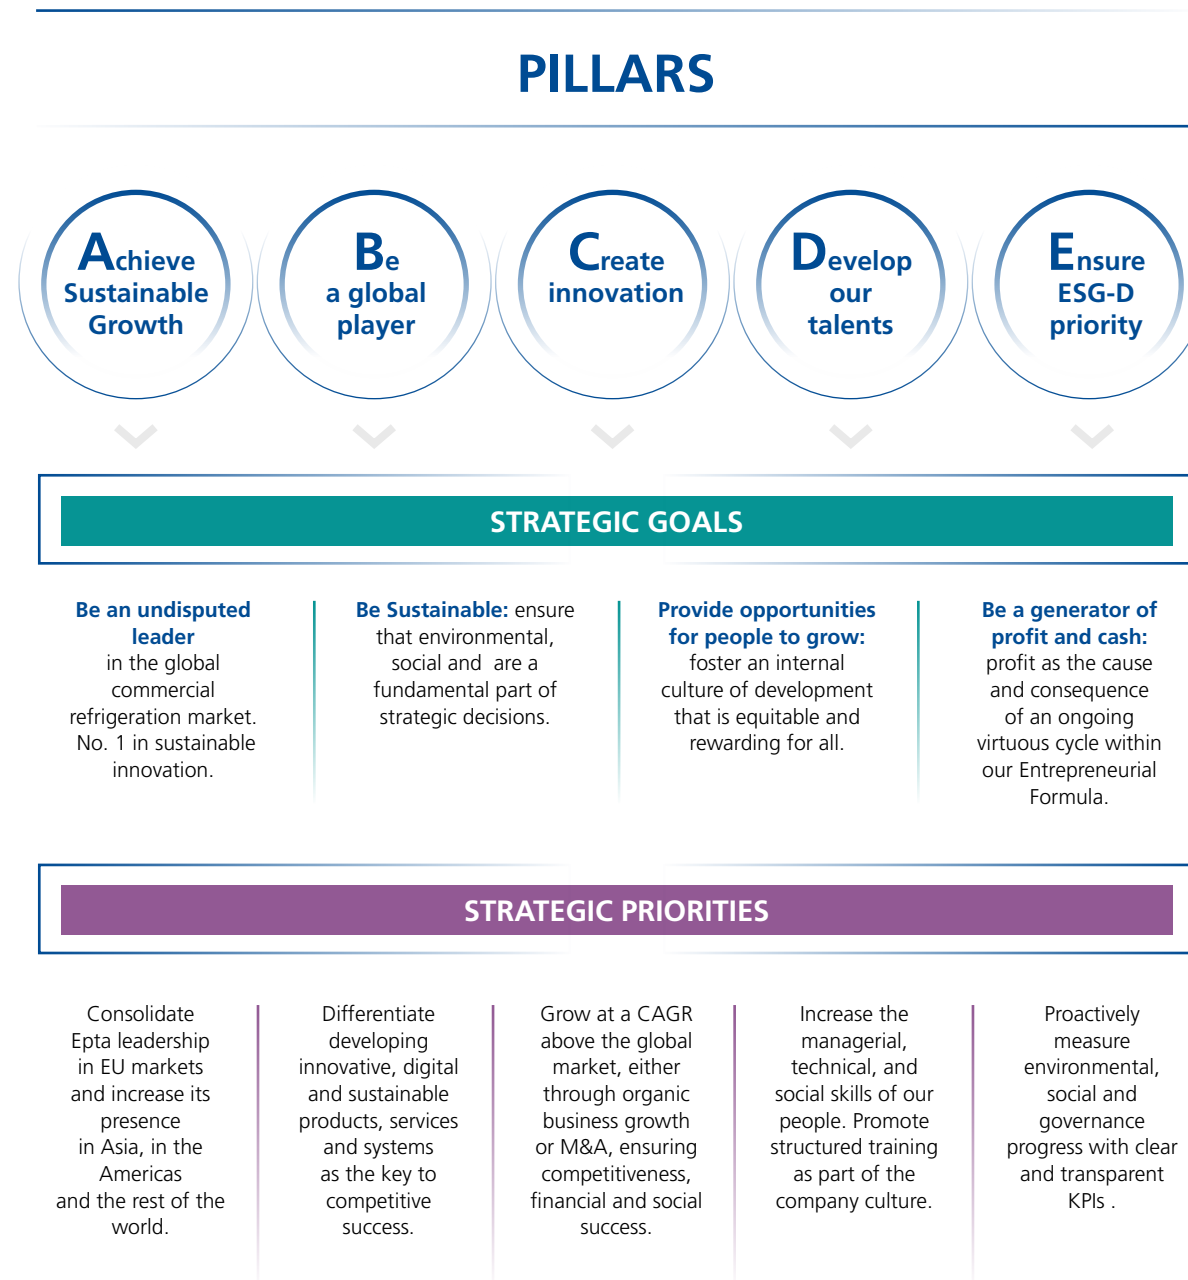 PILLARS
Achieve
Sustainable
Growth
Be
a global
player
Create
innovation
Develop
our
talents
Ensure
ESG-D
priority
STRATEGIC GOALS
Be an undisputed
leader
in the global
commercial
refrigeration market.
No. 1 in sustainable
innovation.
Be Sustainable: ensure
that environmental,
social and  are a
fundamental part of
strategic decisions.
Provide opportunities
for people to grow:
foster an internal
culture of development
that is equitable and
rewarding for all.
Be a generator of
profit and cash:
profit as the cause
and consequence
of an ongoing
virtuous cycle within
our Entrepreneurial
Formula.
STRATEGIC PRIORITIES
Consolidate
Epta leadership
in EU markets
and increase its
presence
in Asia, in the
Americas
and the rest of the
world.
Differentiate
developing
innovative, digital
and sustainable
products, services
and systems
as the key to
competitive
success.
Grow at a CAGR
above the global
market, either
through organic
business growth
or M&A, ensuring
competitiveness,
financial and social
success.
Increase the
managerial,
technical, and
social skills of our
people. Promote
structured training
as part of the
company culture.
Proactively
measure
environmental,
social and
governance
progress with clear
and transparent
KPIs .